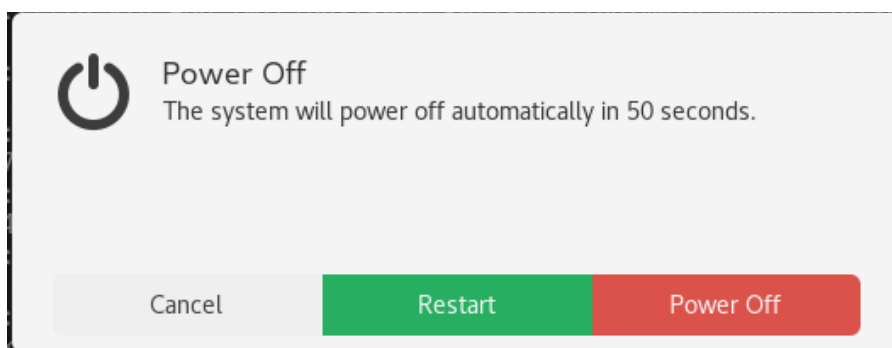 Power Off
The system will power off automatically in 50 seconds.
Cancel Restart Power Off